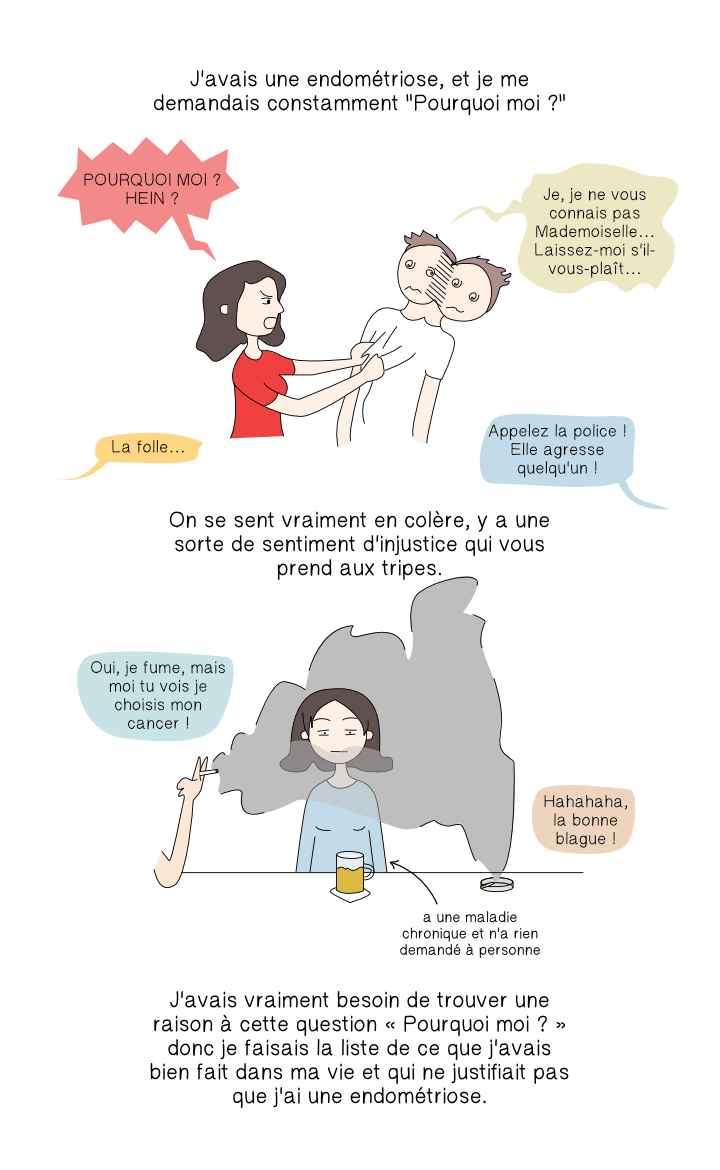 J'avais une endométriose, et je me
demandais constamment "Pourquoi moi ?"
POURQUOI MOI ?
HEIN ?
Je, je ne vous
connais pas
Mademoiselle...
Laissez-moi s'il-
vous-plaît...
La folle...
Appelez la police !
Elle agresse
quelqu'un !
On se sent vraiment en colère, y a une
sorte de sentiment d'injustice qui vous
prend aux tripes.
Oui, je fume, mais
moi tu vois je
choisis mon
cancer !
Hahahaha,
la bonne
blague !
a une maladie
chronique et n'a rien
demandé à personne
J'avais vraiment besoin de trouver une
raison à cette question « Pourquoi moi ? »
donc je faisais la liste de ce que j'avais
bien fait dans ma vie et qui ne justifiait pas
que j'ai une endométriose.